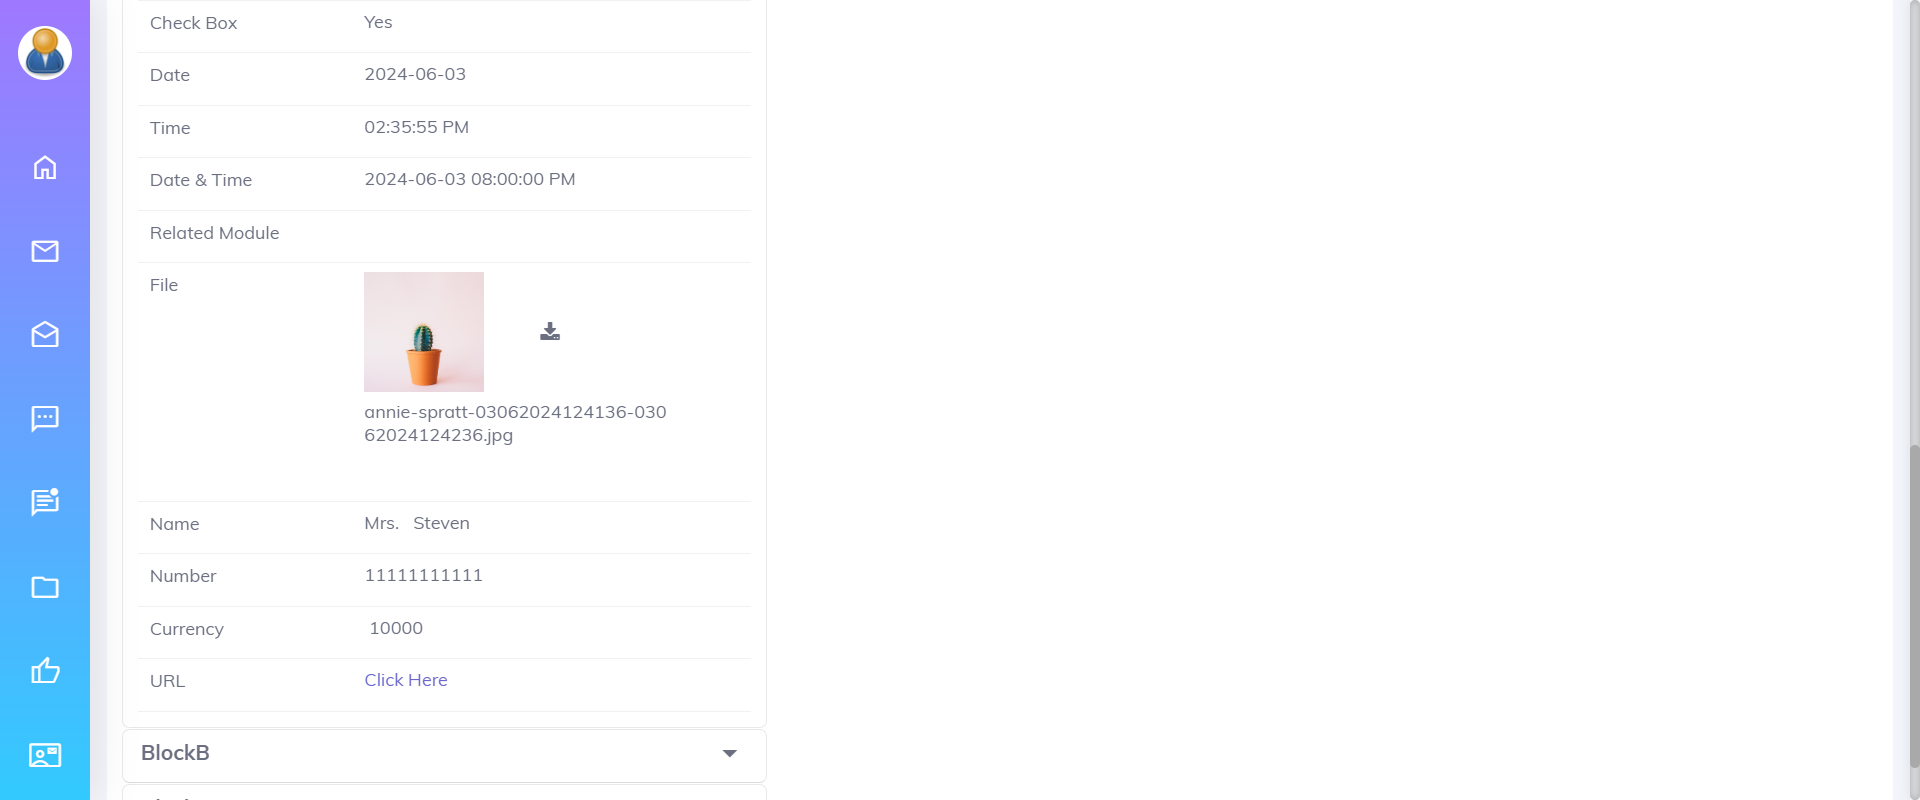 Check Box Yes
Date 2024-06-03
Time 02:35:55 PM
Date & Time 2024-06-03 08:00:00 PM
Related Module
File
annie-spratt-03062024124136-030
62024124236.jpg
Name Mrs. Steven
Number 11111111111
Currency 10000
URL Click Here
BlockB